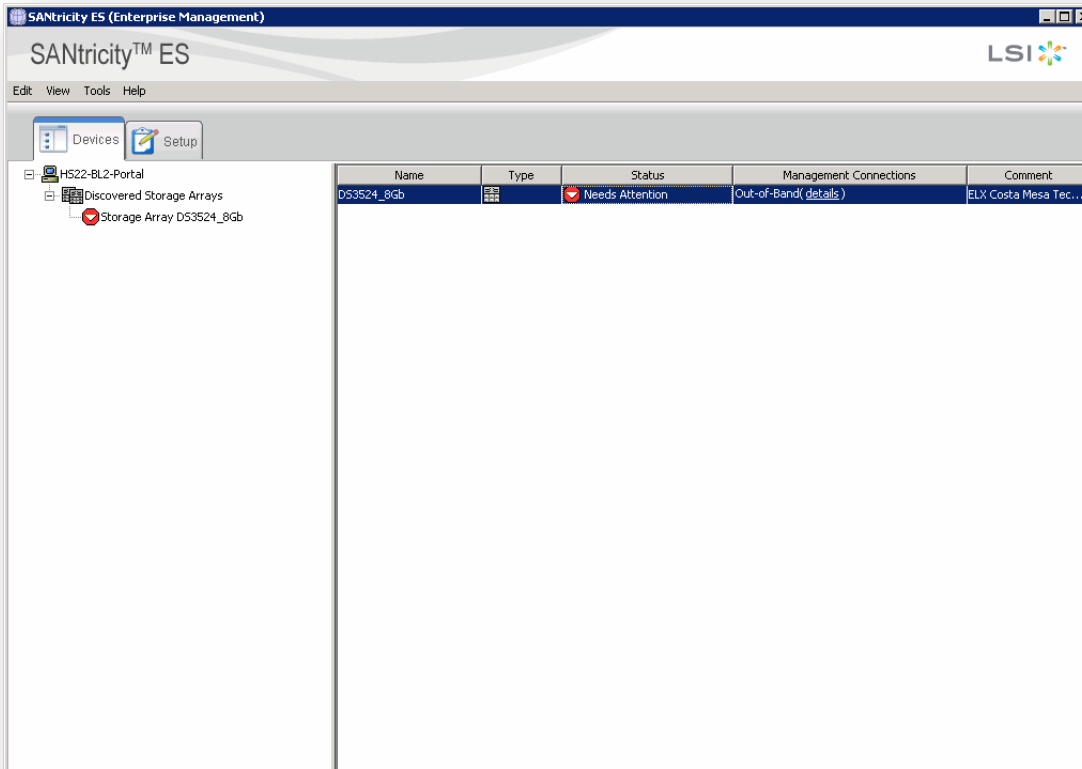 SANtricity ES (Enterprise Management)
SANtricity™ ES
LSI
Edit View Tools Help
Devices Setup
HS22-BL2-Portal
Discovered Storage Arrays
Storage Array DS3524_8Gb
Name Type Status Management Connections Comment
DS3524_8Gb Needs Attention Out-of-Band( details ) ELX Costa Mesa Tec...